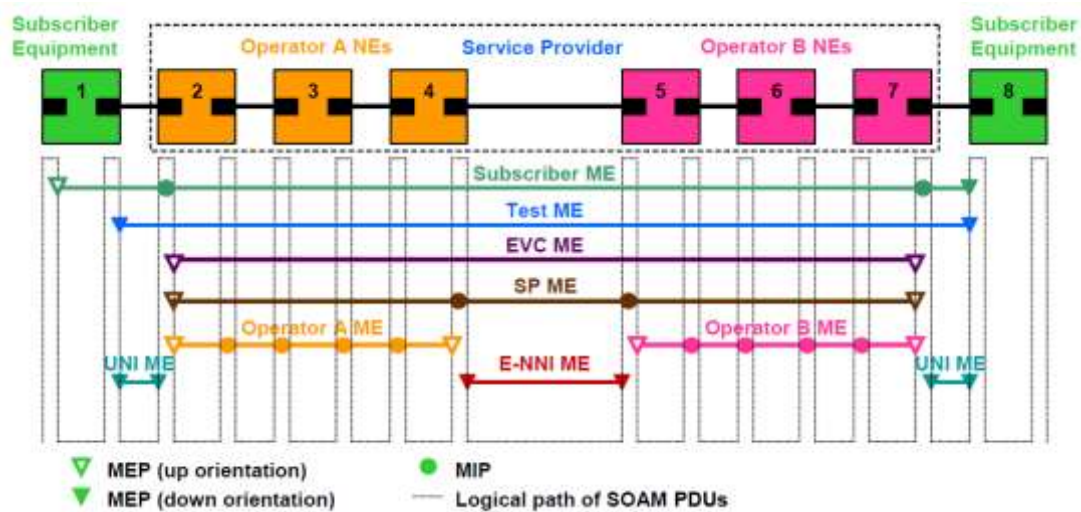 Subscriber Equipment
Operator A NEs
Service Provider
Operator B NEs
Subscriber Equipment
1
2
3
4
5
6
7
8
Subscriber ME
Test ME
EVC ME
SP ME
Operator A ME
Operator B ME
UNI ME
E-NNI ME
UNI ME
MEP (up orientation)
MIP
MEP (down orientation)
Logical path of SOAM PDUs